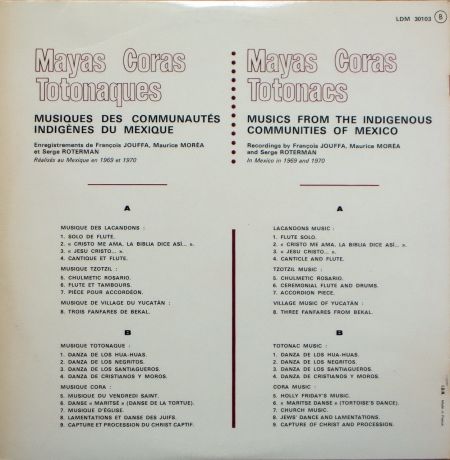 LDM 30103 B
Mayas Coras
Totonaques
MUSIQUES DES COMMUNAUTÉS
INDIGÈNES DU MEXIQUE
Enregistrements de François JOUFFA, Maurice MORÉA
et Serge ROTERMAN
Réalisés au Mexique en 1969 et 1970
A
MUSIQUE DES LACANDONS :
1. SOLO DE FLUTE.
2. « CRISTO ME AMA, LA BIBLIA DICE ASÍ... ».
3. « JESU CRISTO... ».
4. CANTIQUE ET FLUTE.
MUSIQUE TZOTZIL :
5. CHULMETIC ROSARIO.
6. FLUTE ET TAMBOURS.
7. PIÈCE POUR ACCORDÉON.
MUSIQUE DE VILLAGE DU YUCATÁN :
8. TROIS FANFARES DE BEKAL.
B
MUSIQUE TOTONAQUE :
1. DANZA DE LOS HUA-HUAS.
2. DANZA DE LOS NEGRITOS.
3. DANZA DE LOS SANTIAGUEROS.
4. DANZA DE CRISTIANOS Y MOROS.
MUSIQUE CORA :
5. MUSIQUE DU VENDREDI SAINT.
6. DANSE « MARITSÉ » (DANSE DE LA TORTUE).
7. MUSIQUE D'ÉGLISE.
8. LAMENTATIONS ET DANSE DES JUIFS.
9. CAPTURE ET PROCESSION DU CHRIST CAPTIF.
Mayas Coras
Totonacs
MUSICS FROM THE INDIGENOUS
COMMUNITIES OF MEXICO
Recordings by François JOUFFA, Maurice MORÉA
and Serge ROTERMAN
In Mexico in 1969 and 1970
A
LACANDONS MUSIC :
1. FLUTE SOLO.
2. « CRISTO ME AMA, LA BIBLIA DICE ASÍ... ».
3. « JESU CRISTO... ».
4. CANTICLE AND FLUTE.
TZOTZIL MUSIC :
5. CHULMETIC ROSARIO.
6. CEREMONIAL FLUTE AND DRUMS.
7. ACCORDION PIECE.
VILLAGE MUSIC OF YUCATÁN :
8. THREE FANFARES FROM BEKAL.
B
TOTONAC MUSIC :
1. DANZA DE LOS HUA-HUAS.
2. DANZA DE LOS NEGRITOS.
3. DANZA DE LOS SANTIAGUEROS.
4. DANZA DE CRISTIANOS Y MOROS.
CORA MUSIC :
5. HOLLY FRIDAY'S MUSIC.
6. « MARITSE DANSE » (TORTOISE'S DANCE).
7. CHURCH MUSIC.
8. JEWS' DANCE AND LAMENTATIONS.
9. CAPTURE OF CHRIST AND PROCESSION.